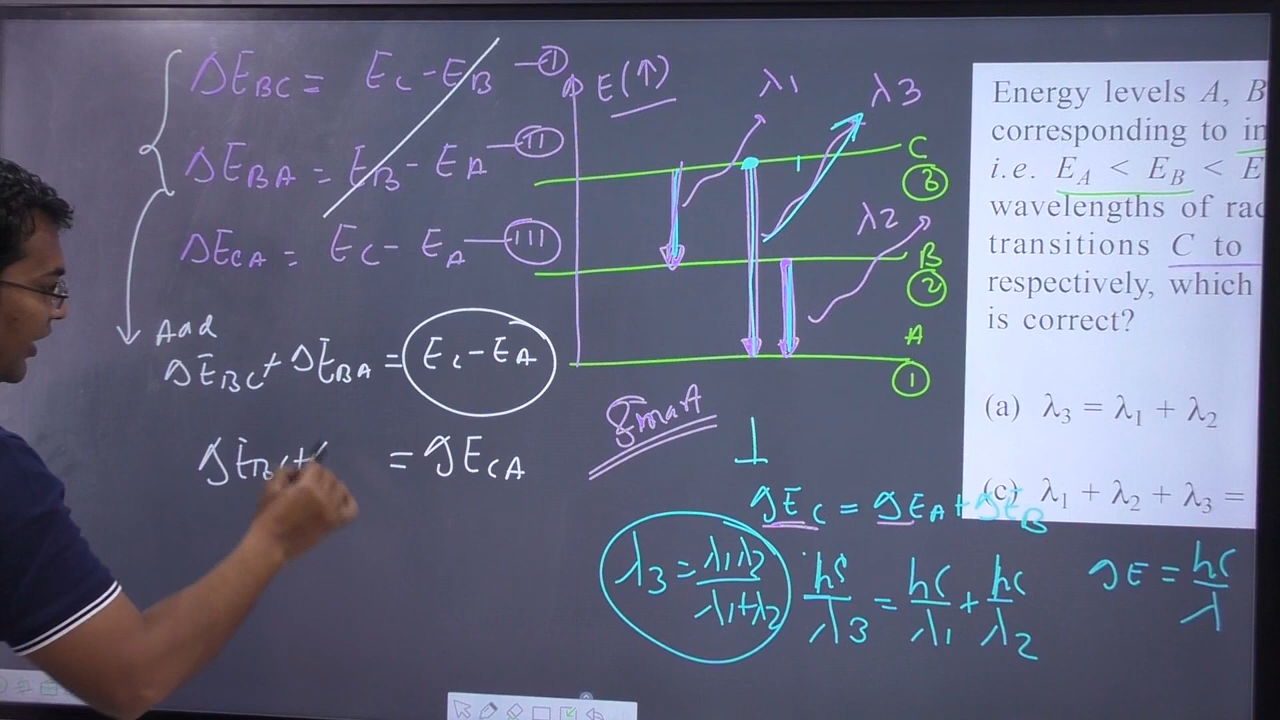 ΔE_BC = E_C - E_B - I
ΔE_BA = E_B - E_A - II
ΔE_CA = E_C - E_A - III
Add
ΔE_BC + ΔE_BA = E_C - E_A
= ΔE_CA
E(↑)
λ1
λ3
C
3
λ2
B
2
A
1
Smart
ΔE_C = ΔE_A + ΔE_B
λ3 = λ1λ2/λ1+λ2
hc/λ3 = hc/λ1 + hc/λ2
ΔE = hc/λ
Energy levels A, B
corresponding to in
i.e. E_A < E_B < E
wavelengths of rad
transitions C to
respectively, which
is correct?
(a) λ₃ = λ₁ + λ₂
(c) λ₁ + λ₂ + λ₃ =